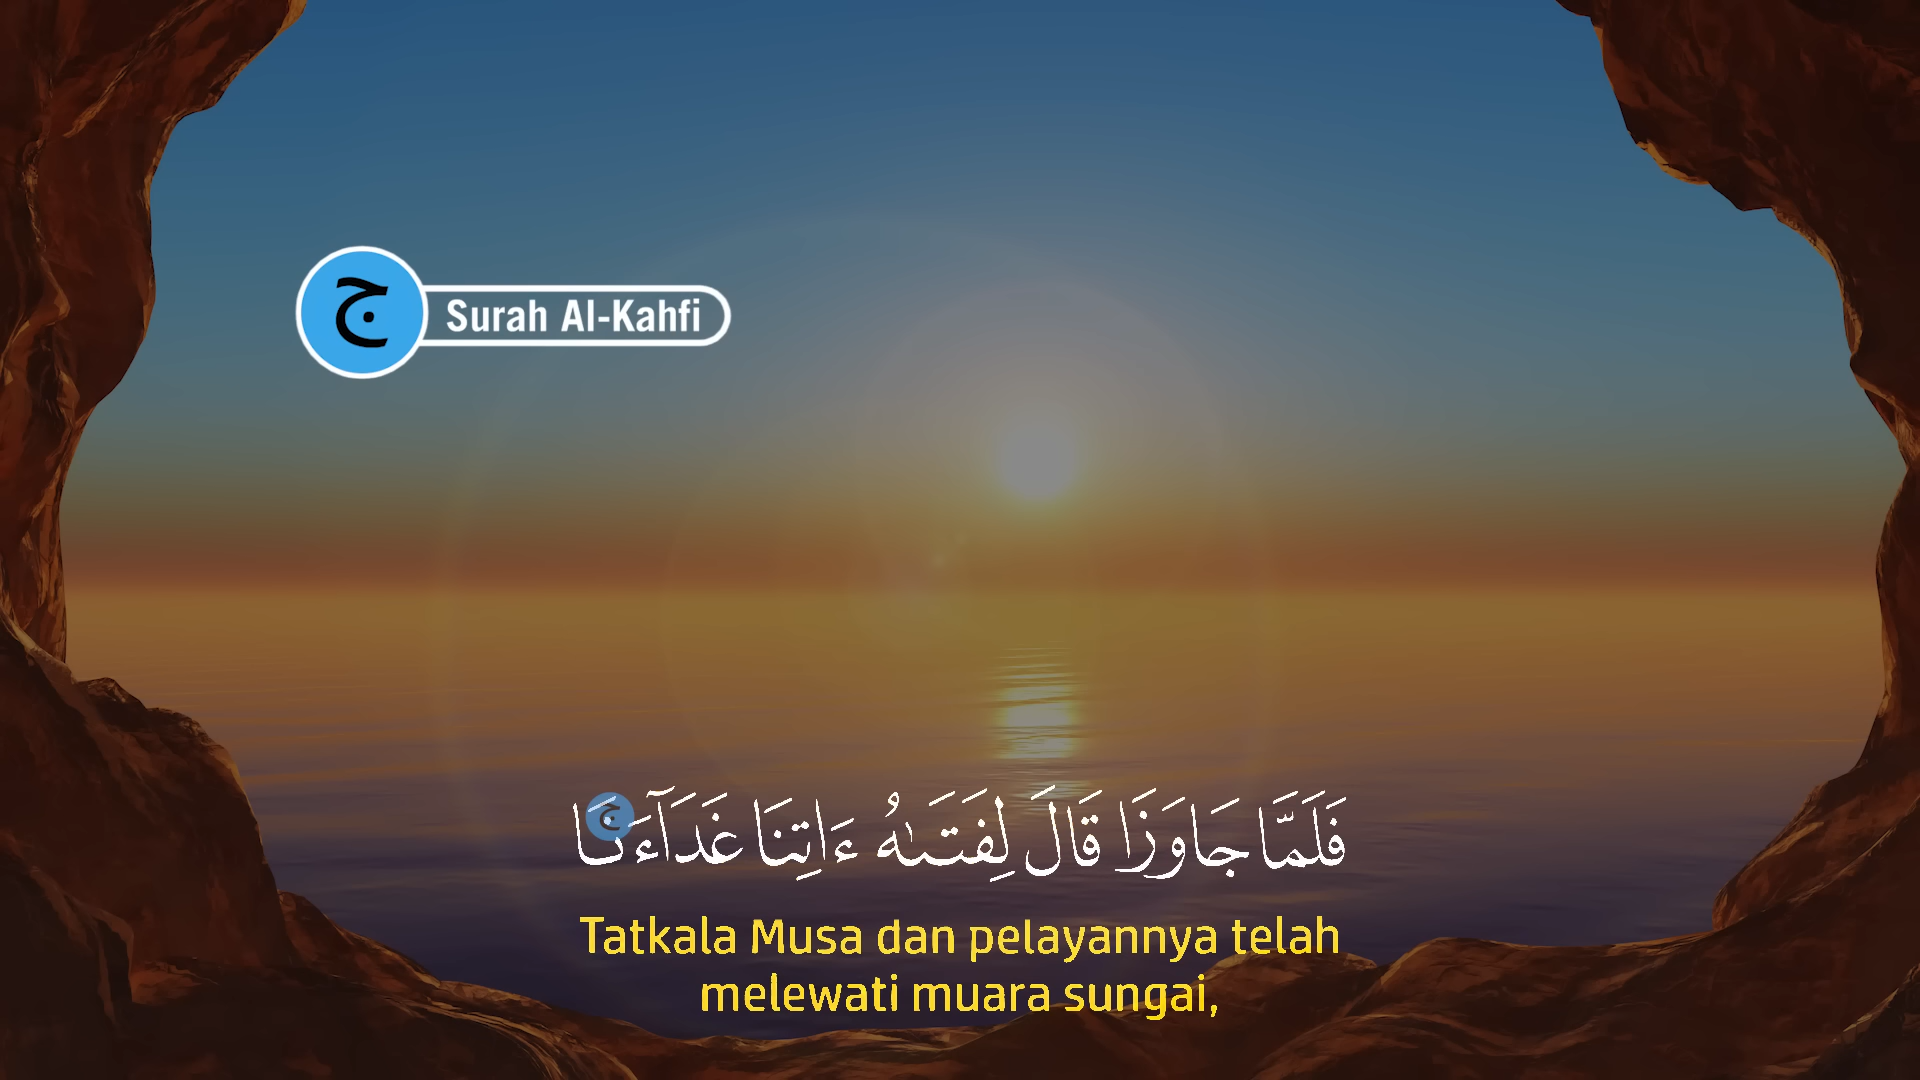 ج
Surah Al-Kahfi
فَلَمَّا جَاوَزَا قَالَ لِفَتَىٰهُ ءَاتِنَا غَدَآءَنَا
ج
Tatkala Musa dan pelayannya telah
melewati muara sungai,